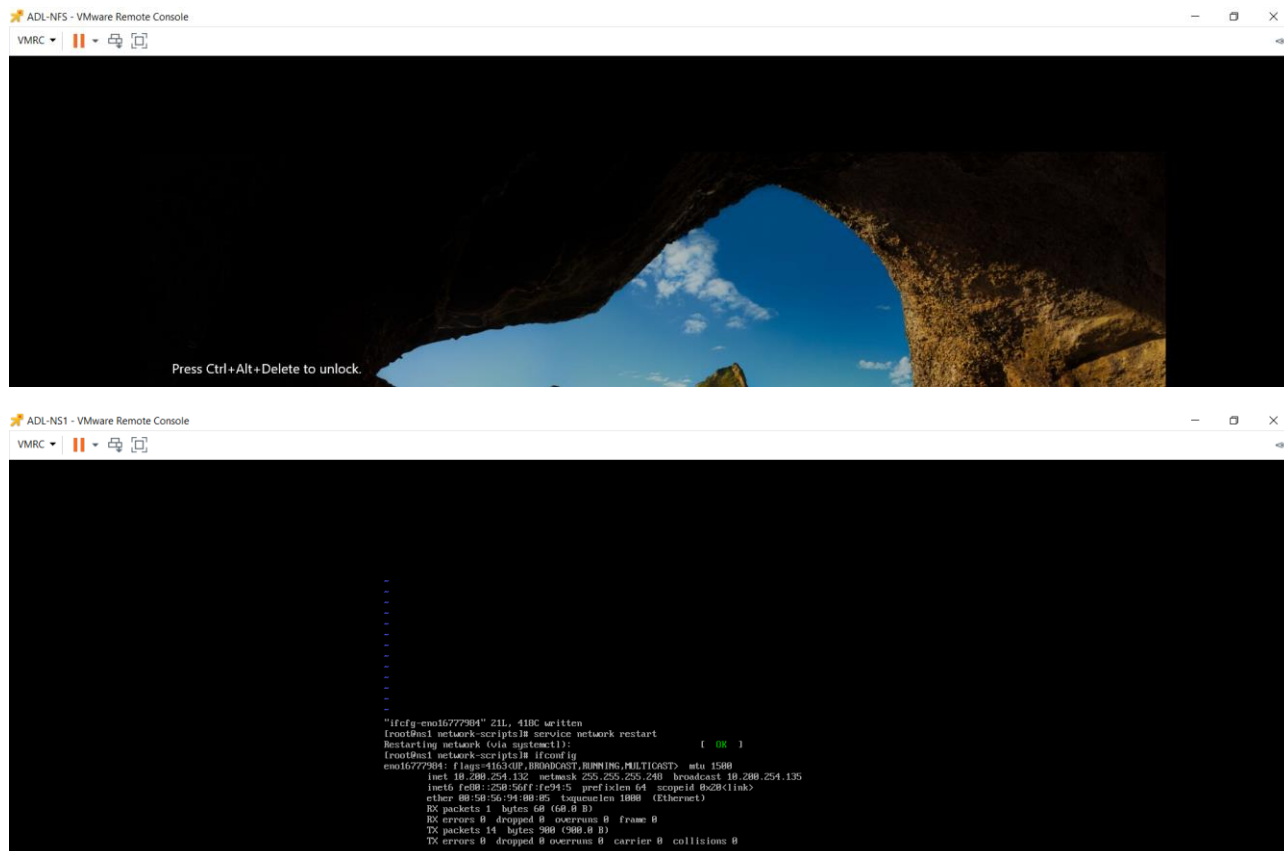 ADL-NFS - VMware Remote Console
VMRC
Press Ctrl+Alt+Delete to unlock.
ADL-NS1 - VMware Remote Console
VMRC
~
~
~
~
~
~
~
~
~
~
~
~
~
"ifcfg-eno16777984" 21L, 418C written
[root@ns1 network-scripts]# service network restart
Restarting network (via systemctl): [ OK ]
[root@ns1 network-scripts]# ifconfig
eno16777984: flags=4163<UP,BROADCAST,RUNNING,MULTICAST> mtu 1500
inet 10.200.254.132 netmask 255.255.255.248 broadcast 10.200.254.135
inet6 fe80::250:56ff:fe94:5 prefixlen 64 scopeid 0x20<link>
ether 00:50:56:94:00:05 txqueuelen 1000 (Ethernet)
RX packets 1 bytes 60 (60.0 B)
RX errors 0 dropped 0 overruns 0 frame 0
TX packets 14 bytes 900 (900.0 B)
TX errors 0 dropped 0 overruns 0 carrier 0 collisions 0